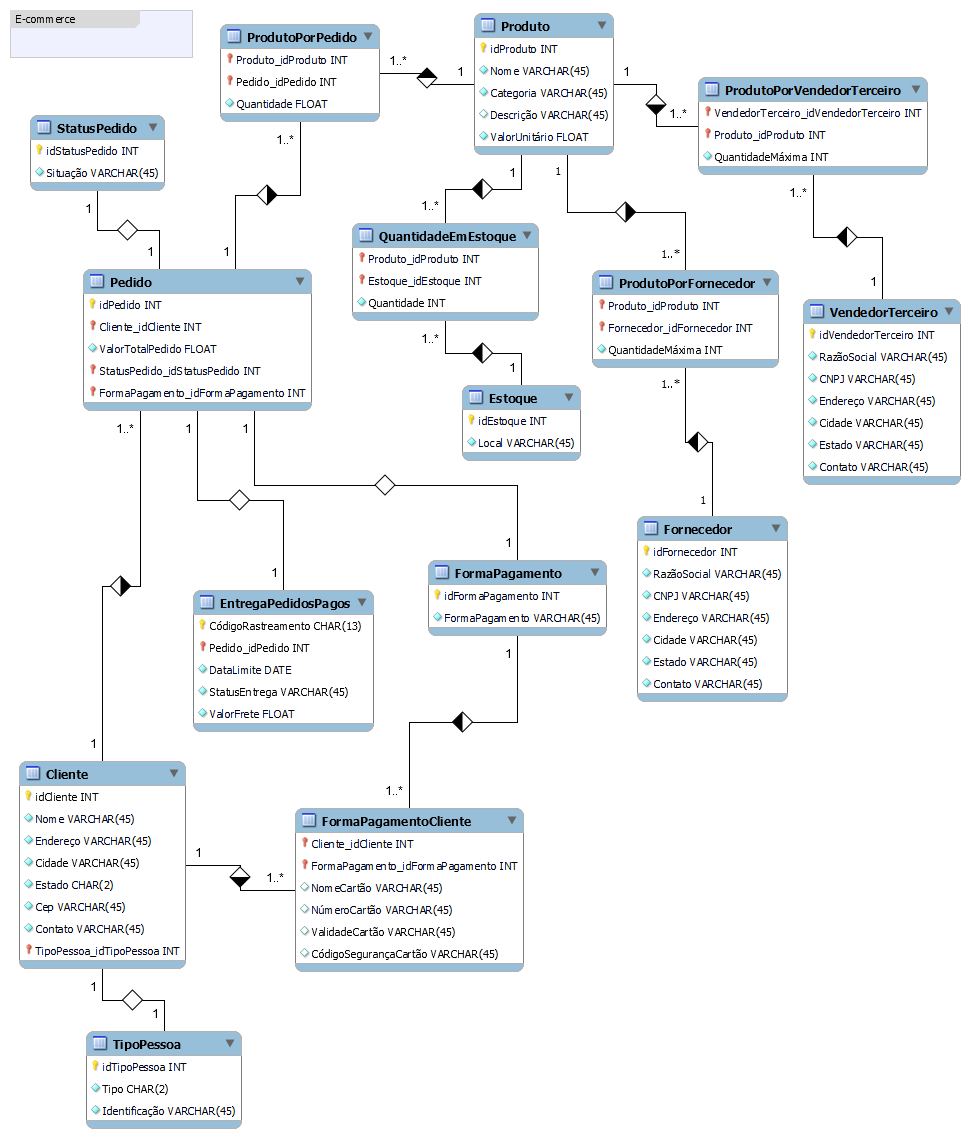 E-commerce
ProdutoPorPedido
Produto_idProduto INT
Pedido_idPedido INT
Quantidade FLOAT
1..*
1
1..*
Produto
idProduto INT
Nome VARCHAR(45)
Categoria VARCHAR(45)
Descrição VARCHAR(45)
ValorUnitário FLOAT
1
1..*
1
1
ProdutoPorVendedorTerceiro
VendedorTerceiro_idVendedorTerceiro INT
Produto_idProduto INT
QuantidadeMáxima INT
1..*
1
StatusPedido
idStatusPedido INT
Situação VARCHAR(45)
1
1
1
QuantidadeEmEstoque
Produto_idProduto INT
Estoque_idEstoque INT
Quantidade INT
1..*
1..*
1
ProdutoPorFornecedor
Produto_idProduto INT
Fornecedor_idFornecedor INT
QuantidadeMáxima INT
1..*
1..*
1
Pedido
idPedido INT
Cliente_idCliente INT
ValorTotalPedido FLOAT
StatusPedido_idStatusPedido INT
FormaPagamento_idFormaPagamento INT
1..*
1
1
VendedorTerceiro
idVendedorTerceiro INT
RazãoSocial VARCHAR(45)
CNPJ VARCHAR(45)
Endereço VARCHAR(45)
Cidade VARCHAR(45)
Estado VARCHAR(45)
Contato VARCHAR(45)
Estoque
idEstoque INT
Local VARCHAR(45)
Fornecedor
idFornecedor INT
RazãoSocial VARCHAR(45)
CNPJ VARCHAR(45)
Endereço VARCHAR(45)
Cidade VARCHAR(45)
Estado VARCHAR(45)
Contato VARCHAR(45)
1
1
FormaPagamento
idFormaPagamento INT
FormaPagamento VARCHAR(45)
1
1..*
EntregaPedidosPagos
CódigoRastreamento CHAR(13)
Pedido_idPedido INT
DataLimite DATE
StatusEntrega VARCHAR(45)
ValorFrete FLOAT
1
Cliente
idCliente INT
Nome VARCHAR(45)
Endereço VARCHAR(45)
Cidade VARCHAR(45)
Estado CHAR(2)
Cep VARCHAR(45)
Contato VARCHAR(45)
TipoPessoa_idTipoPessoa INT
1
1..*
FormaPagamentoCliente
Cliente_idCliente INT
FormaPagamento_idFormaPagamento INT
NomeCartão VARCHAR(45)
NúmeroCartão VARCHAR(45)
ValidadeCartão VARCHAR(45)
CódigoSegurançaCartão VARCHAR(45)
1
1
TipoPessoa
idTipoPessoa INT
Tipo CHAR(2)
Identificação VARCHAR(45)